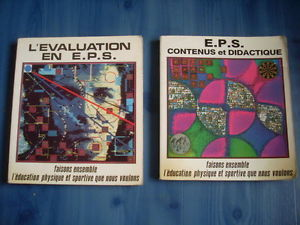 L'EVALUATION
EN E.P.S.
faisons ensemble
l'éducation physique et sportive que nous voulons
E.P.S.
CONTENUS et DIDACTIQUE
faisons ensemble
l'éducation physique et sportive que nous voulons